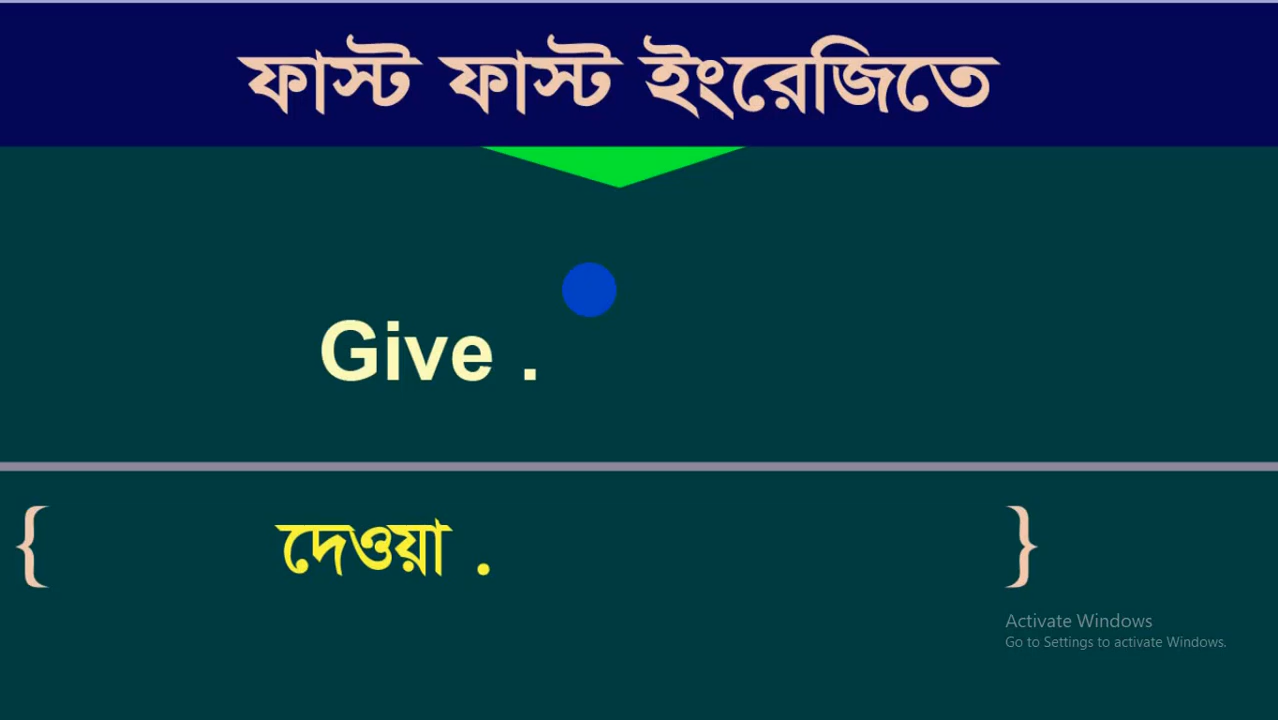 ফাস্ট ফাস্ট ইংরেজিতে
Give .
{ দেওয়া . }
Activate Windows
Go to Settings to activate Windows.